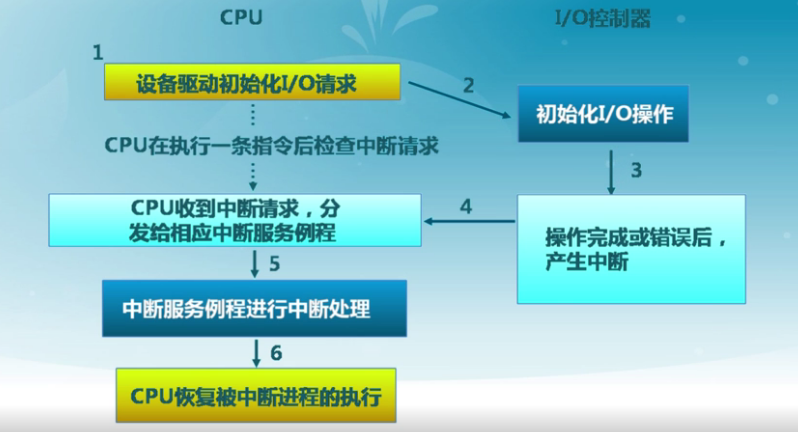 CPU
I/O控制器
1
设备驱动初始化I/O请求
2
初始化I/O操作
CPU在执行一条指令后检查中断请求
3
CPU收到中断请求，分
发给相应中断服务例程
4
操作完成或错误后，
产生中断
5
中断服务例程进行中断处理
6
CPU恢复被中断进程的执行